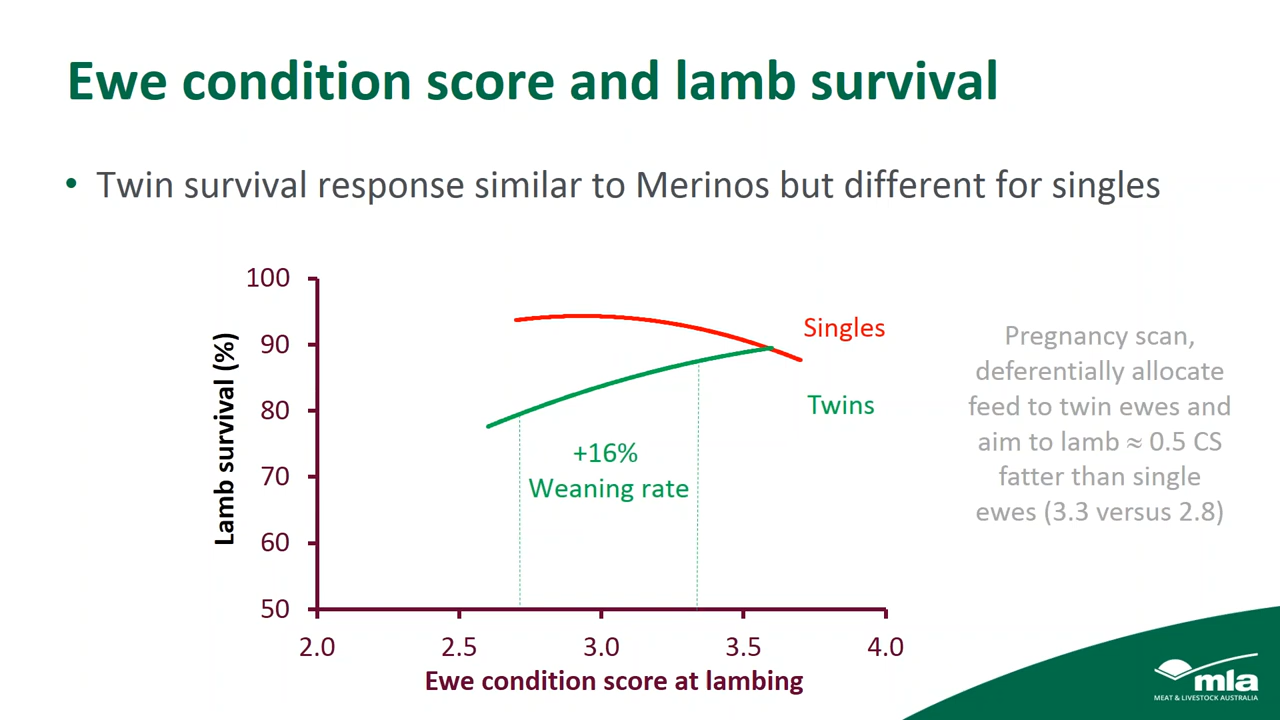 Ewe condition score and lamb survival
• Twin survival response similar to Merinos but different for singles
100
90
80
70
60
50
Lamb survival (%)
2.0 2.5 3.0 3.5 4.0
Ewe condition score at lambing
Singles
Twins
+16%
Weaning rate
Pregnancy scan,
deferentially allocate
feed to twin ewes and
aim to lamb ≈ 0.5 CS
fatter than single
ewes (3.3 versus 2.8)
mla
MEAT & LIVESTOCK AUSTRALIA